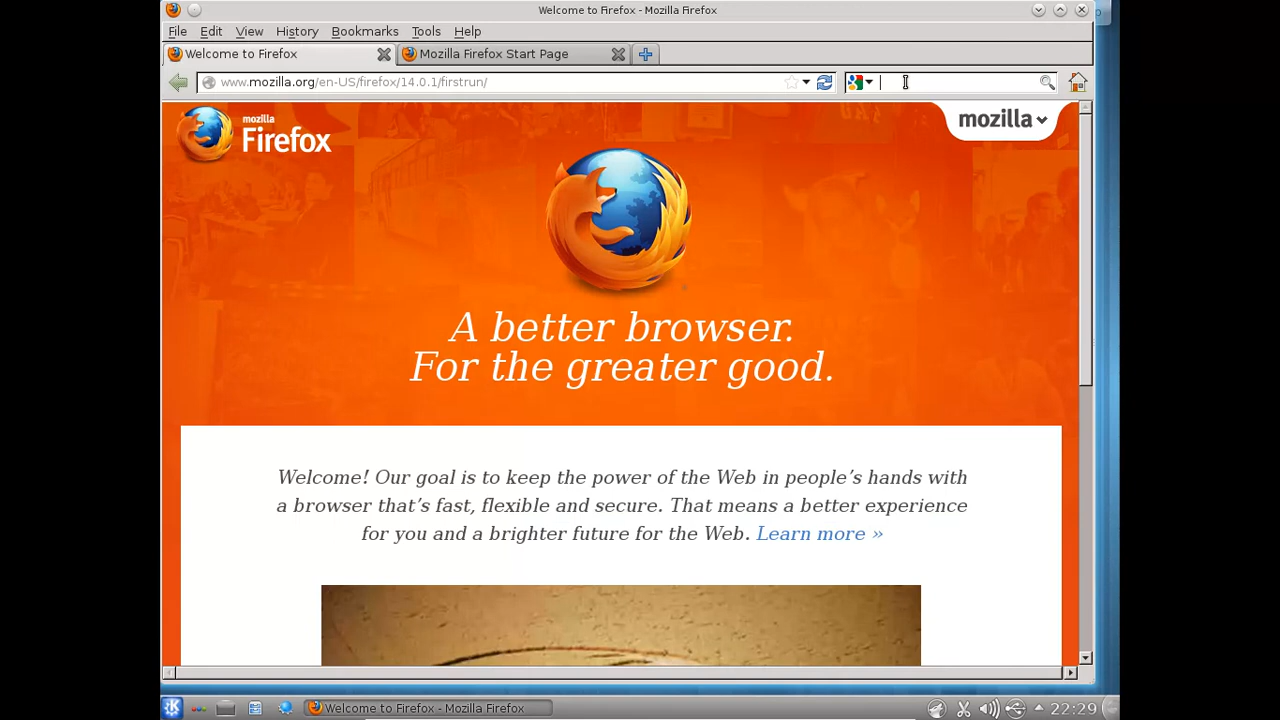 Welcome to Firefox - Mozilla Firefox
File Edit View History Bookmarks Tools Help
Welcome to Firefox Mozilla Firefox Start Page
www.mozilla.org/en-US/firefox/14.0.1/firstrun/
mozilla
Firefox
mozilla
A better browser.
For the greater good.
Welcome! Our goal is to keep the power of the Web in people’s hands with
a browser that’s fast, flexible and secure. That means a better experience
for you and a brighter future for the Web. Learn more »
Welcome to Firefox - Mozilla Firefox 22:29